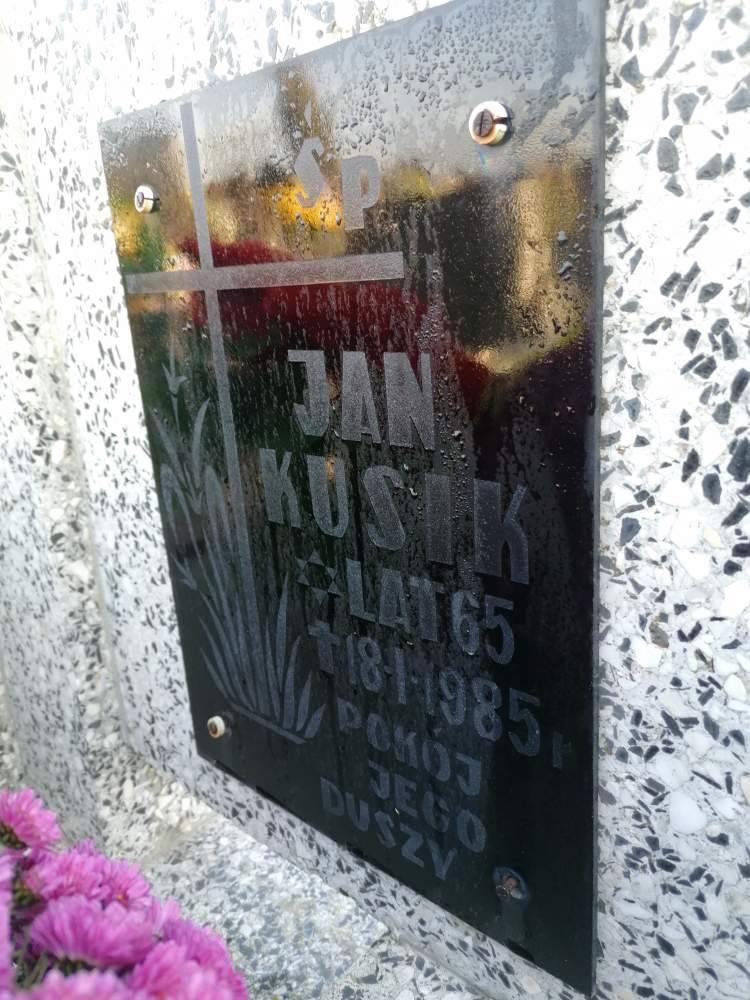 ŚP
JAN
KUSIK
✡ LAT 65
✝ 18-1-1985 r
POKÓJ
JEGO
DUSZY